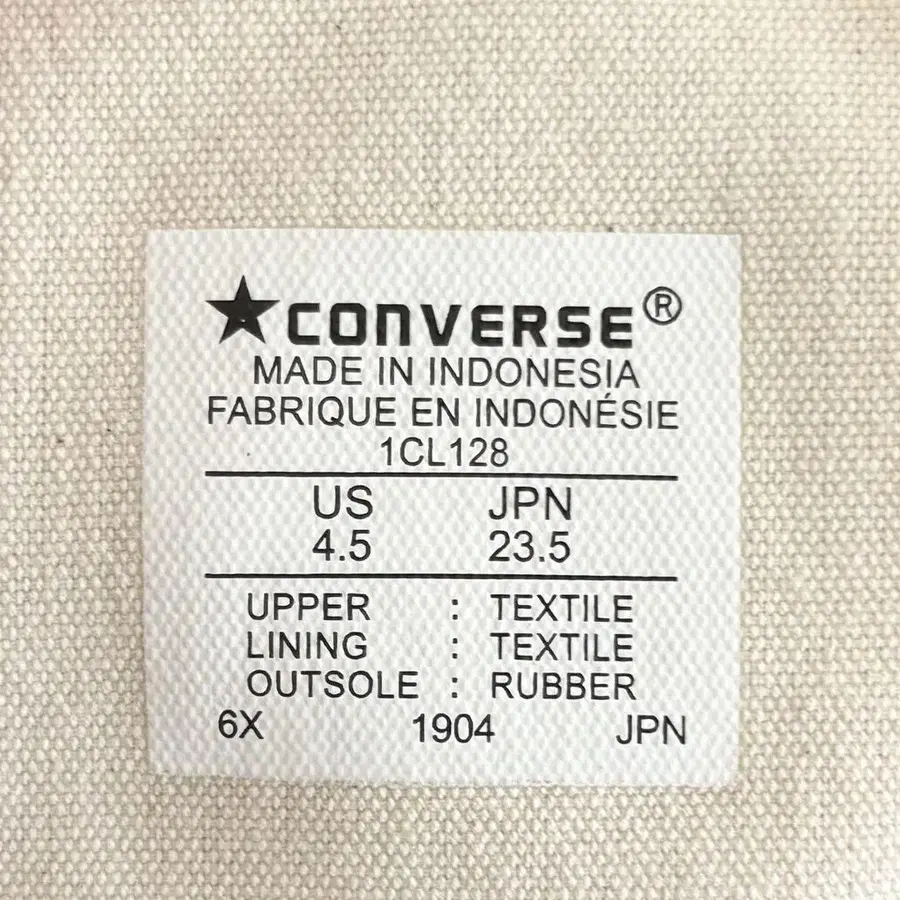 ★CONVERSE®
MADE IN INDONESIA
FABRIQUE EN INDONÉSIE
1CL128
US JPN
4.5 23.5
UPPER : TEXTILE
LINING : TEXTILE
OUTSOLE : RUBBER
6X 1904 JPN